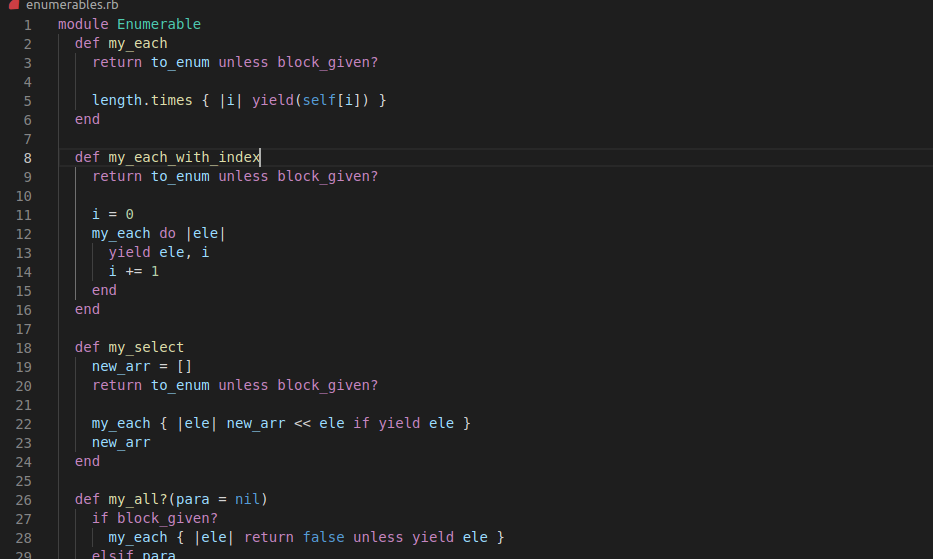 enumerables.rb
1 module Enumerable
2 def my_each
3 return to_enum unless block_given?
4
5 length.times { |i| yield(self[i]) }
6 end
7
8 def my_each_with_index
9 return to_enum unless block_given?
10
11 i = 0
12 my_each do |ele|
13 yield ele, i
14 i += 1
15 end
16 end
17
18 def my_select
19 new_arr = []
20 return to_enum unless block_given?
21
22 my_each { |ele| new_arr << ele if yield ele }
23 new_arr
24 end
25
26 def my_all?(para = nil)
27 if block_given?
28 my_each { |ele| return false unless yield ele }
29 elsif para